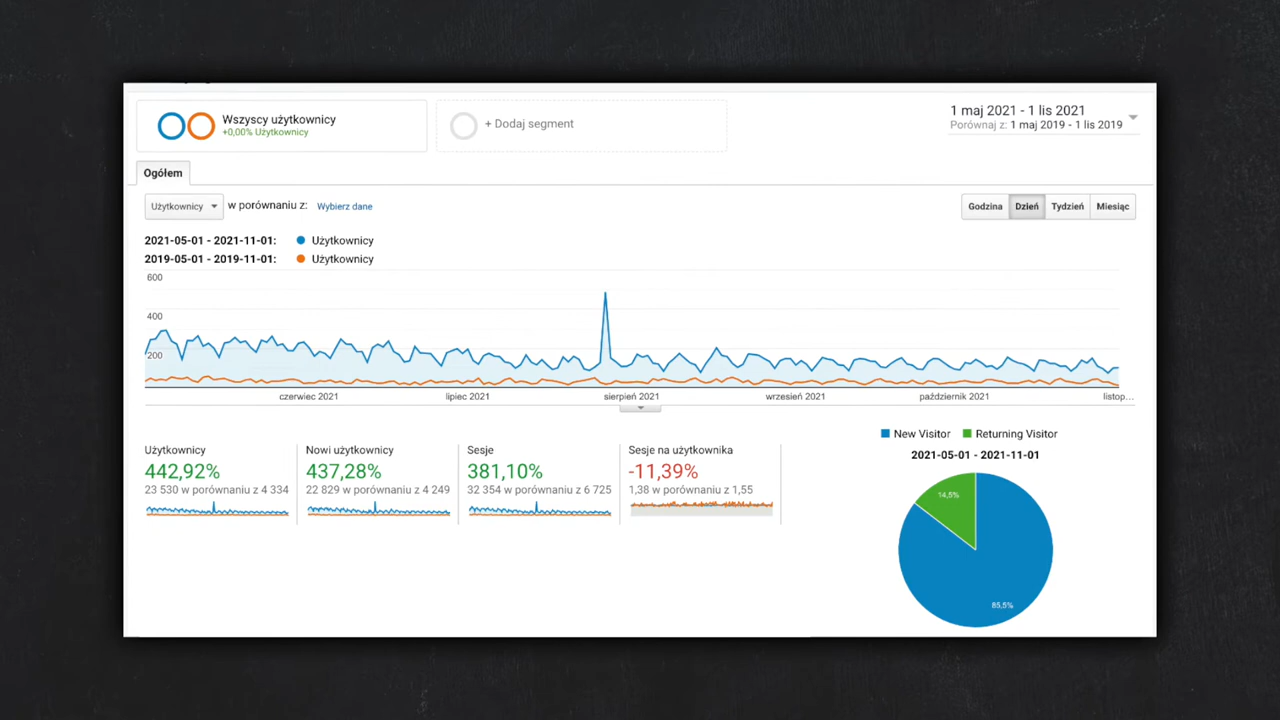 Wszyscy użytkownicy
+0,00% Użytkownicy
+ Dodaj segment
1 maj 2021 - 1 lis 2021
Porównaj z: 1 maj 2019 - 1 lis 2019
Ogółem
Użytkownicy w porównaniu z: Wybierz dane
Godzina Dzień Tydzień Miesiąc
2021-05-01 - 2021-11-01: Użytkownicy
2019-05-01 - 2019-11-01: Użytkownicy
600
400
200
czerwiec 2021 lipiec 2021 sierpień 2021 wrzesień 2021 październik 2021 listop...
Użytkownicy
442,92%
23 530 w porównaniu z 4 334
Nowi użytkownicy
437,28%
22 829 w porównaniu z 4 249
Sesje
381,10%
32 354 w porównaniu z 6 725
Sesje na użytkownika
-11,39%
1,38 w porównaniu z 1,55
New Visitor Returning Visitor
2021-05-01 - 2021-11-01
14,5%
85,5%